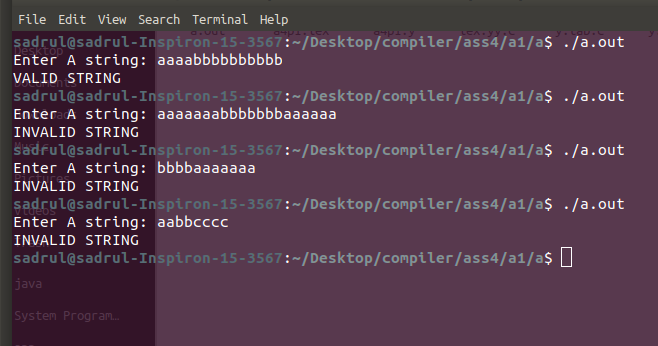 File Edit View Search Terminal Help
sadrul@sadrul-Inspiron-15-3567:~/Desktop/compiler/ass4/a1/a$ ./a.out
Enter A string: aaaabbbbbbbbbb
VALID STRING
sadrul@sadrul-Inspiron-15-3567:~/Desktop/compiler/ass4/a1/a$ ./a.out
Enter A string: aaaaaaabbbbbbbaaaaaa
INVALID STRING
sadrul@sadrul-Inspiron-15-3567:~/Desktop/compiler/ass4/a1/a$ ./a.out
Enter A string: bbbbaaaaaaa
INVALID STRING
sadrul@sadrul-Inspiron-15-3567:~/Desktop/compiler/ass4/a1/a$ ./a.out
Enter A string: aabbcccc
INVALID STRING
sadrul@sadrul-Inspiron-15-3567:~/Desktop/compiler/ass4/a1/a$
java
System Program…